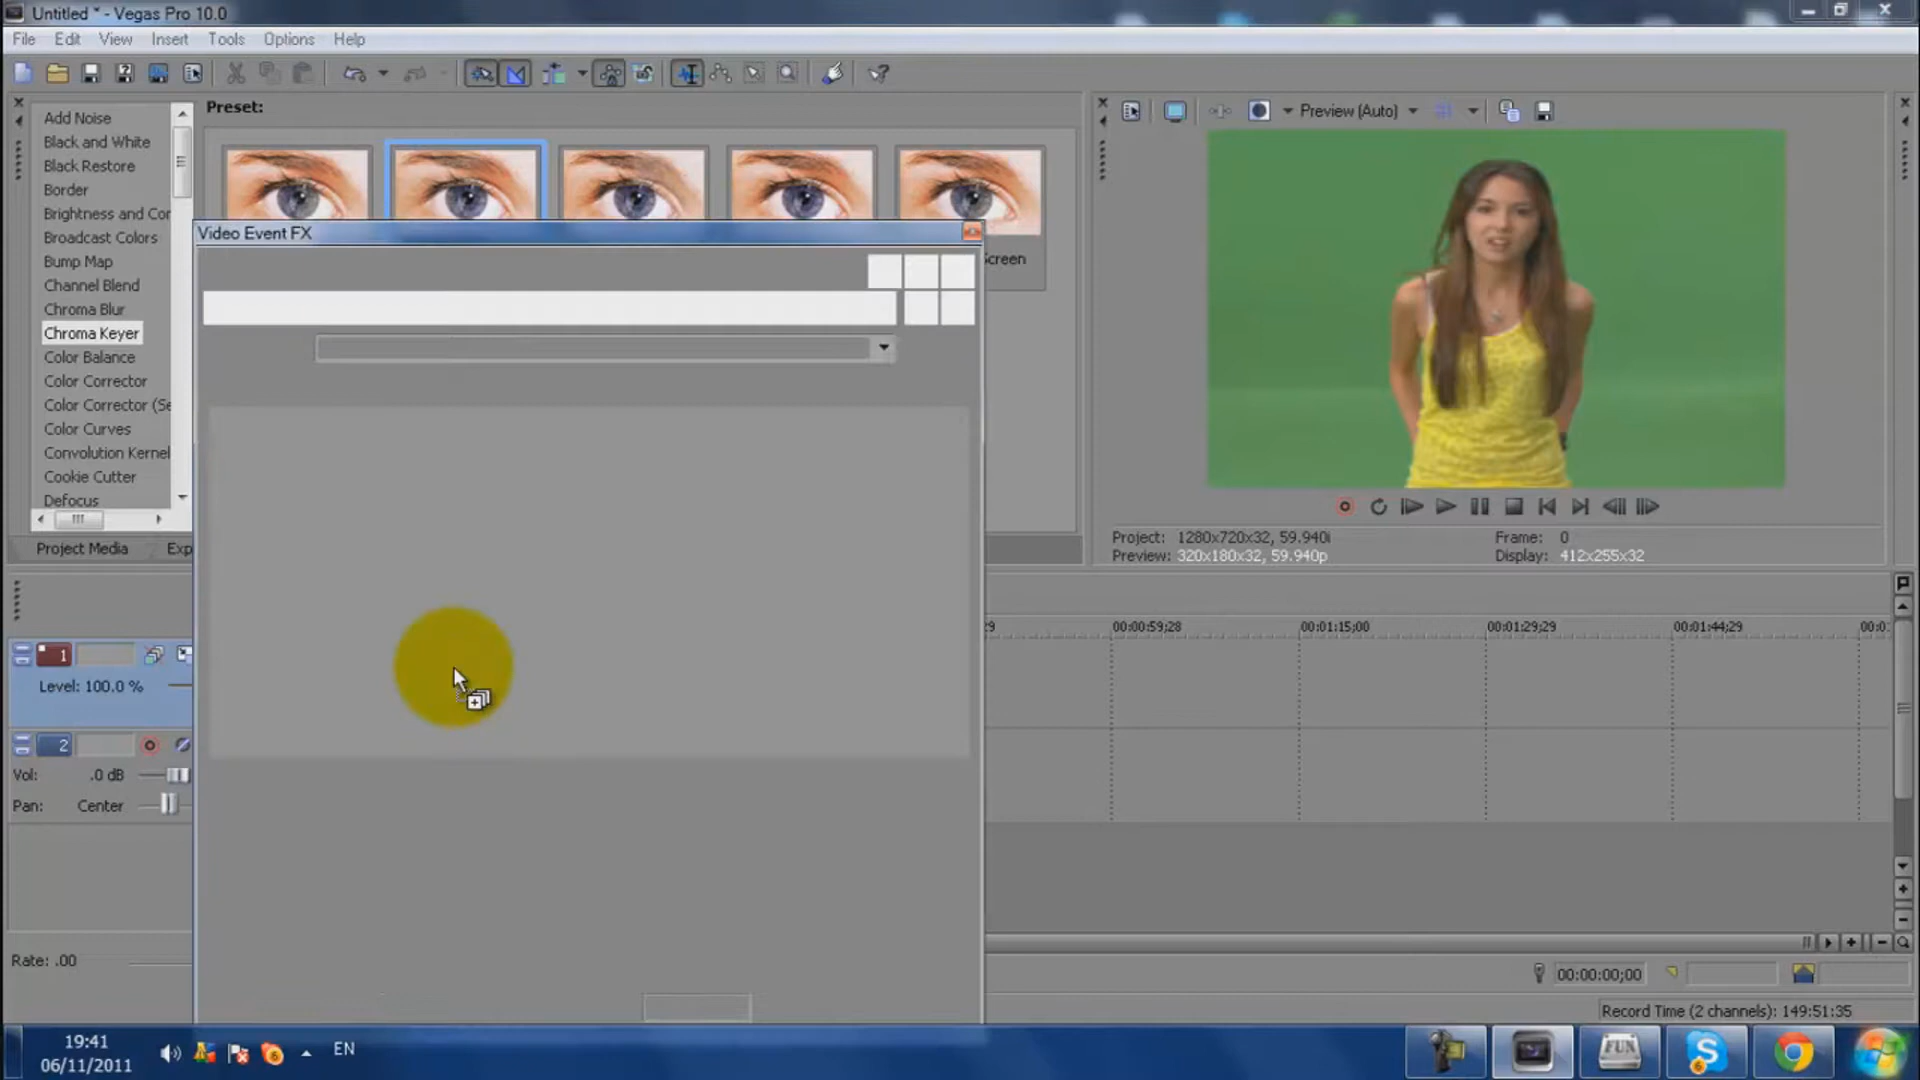 Untitled * - Vegas Pro 10.0
File Edit View Insert Tools Options Help
Preset:
Preview (Auto)
Add Noise
Black and White
Black Restore
Border
Brightness and Cor
Broadcast Colors
Bump Map
Channel Blend
Chroma Blur
Chroma Keyer
Color Balance
Color Corrector
Color Corrector (Se
Color Curves
Convolution Kernel
Cookie Cutter
Defocus
Video Event FX
Screen
Project Media Exp
Project: 1280x720x32, 59.940i
Frame: 0
Preview: 320x180x32, 59.940p
Display: 412x255x32
29 00:00:59;28 00:01:15;00 00:01:29;29 00:01:44;29 00:0
1
Level: 100.0 %
2
Vol: .0 dB
Pan: Center
Rate: .00
00:00:00;00
Record Time (2 channels): 149:51:35
19:41
06/11/2011
EN
FUN